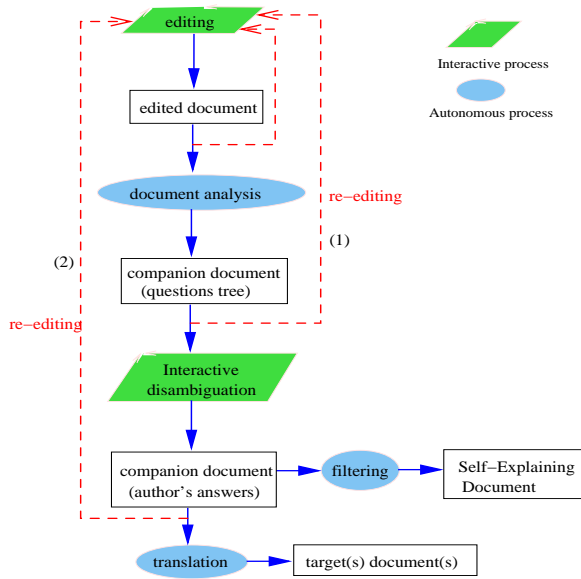 editing
Interactive process
edited document
Autonomous process
document analysis
re-editing
(1)
(2)
companion document
(questions tree)
re-editing
Interactive
disambiguation
companion document
(author's answers)
filtering
Self-Explaining
Document
translation
target(s) document(s)